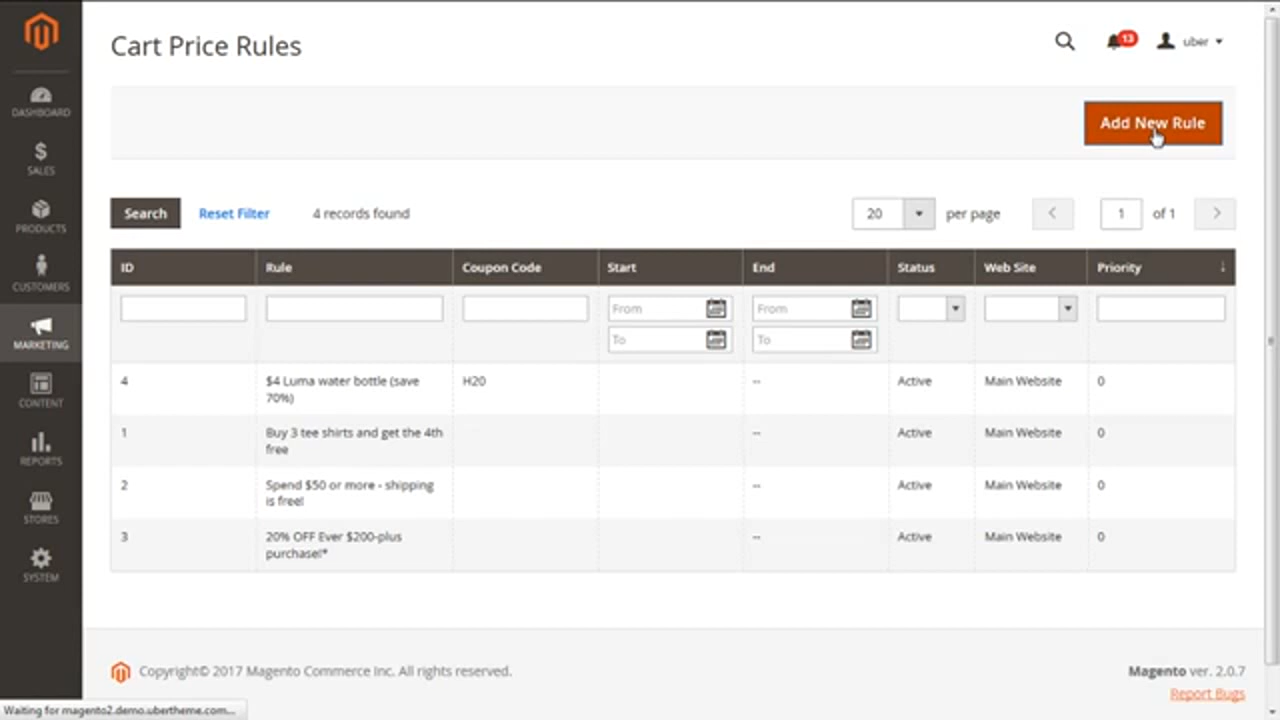 Cart Price Rules
13
uber
Add New Rule
DASHBOARD
SALES
PRODUCTS
CUSTOMERS
MARKETING
CONTENT
REPORTS
STORES
SYSTEM
Search Reset Filter 4 records found 20 per page 1 of 1
ID Rule Coupon Code Start End Status Web Site Priority ↓
From From
To To
4 $4 Luma water bottle (save H20 -- Active Main Website 0
70%)
1 Buy 3 tee shirts and get the 4th -- Active Main Website 0
free
2 Spend $50 or more - shipping -- Active Main Website 0
is free!
3 20% OFF Ever $200-plus -- Active Main Website 0
purchase!*
Copyright© 2017 Magento Commerce Inc. All rights reserved. Magento ver. 2.0.7
Report Bugs
Waiting for magento2.demo.ubertheme.com...